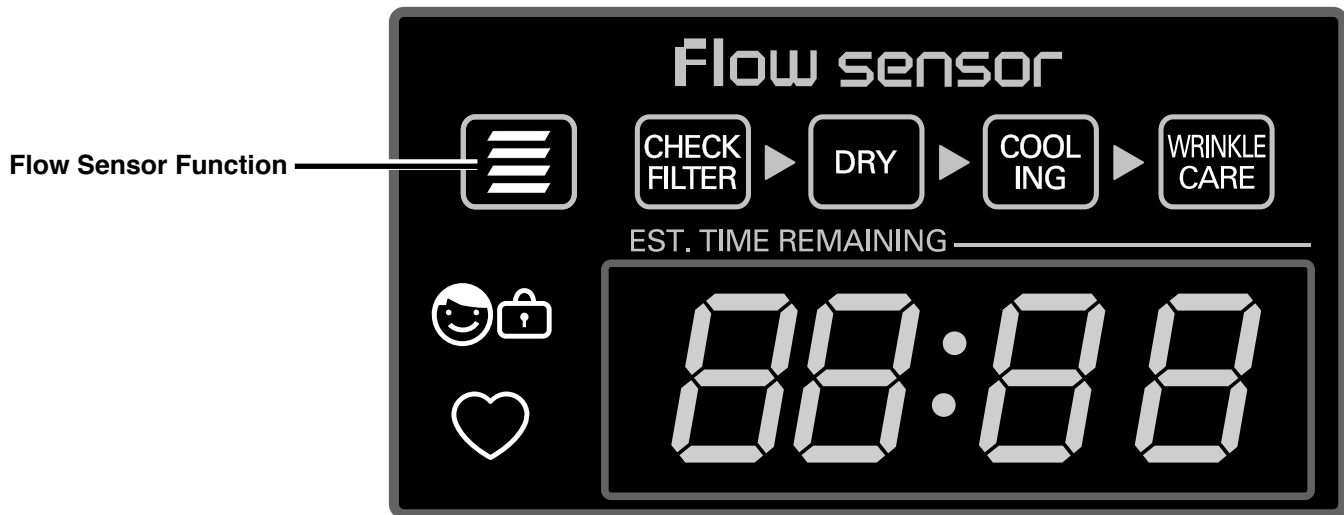 Flow sensor
Flow Sensor Function
CHECK
FILTER
DRY
COOL
ING
WRINKLE
CARE
EST. TIME REMAINING
88:88